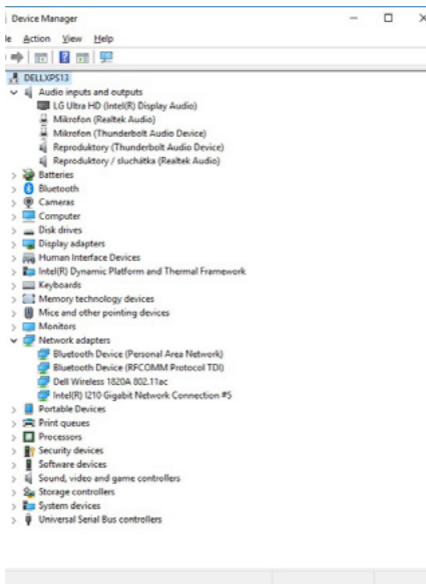 Device Manager
le Action View Help
DELLXPS13
Audio inputs and outputs
LG Ultra HD (Intel(R) Display Audio)
Mikrofon (Realtek Audio)
Mikrofon (Thunderbolt Audio Device)
Reproduktory (Thunderbolt Audio Device)
Reproduktory / sluchátka (Realtek Audio)
Batteries
Bluetooth
Cameras
Computer
Disk drives
Display adapters
Human Interface Devices
Intel(R) Dynamic Platform and Thermal Framework
Keyboards
Memory technology devices
Mice and other pointing devices
Monitors
Network adapters
Bluetooth Device (Personal Area Network)
Bluetooth Device (RFCOMM Protocol TDI)
Dell Wireless 1820A 802.11ac
Intel(R) I210 Gigabit Network Connection #5
Portable Devices
Print queues
Processors
Security devices
Software devices
Sound, video and game controllers
Storage controllers
System devices
Universal Serial Bus controllers